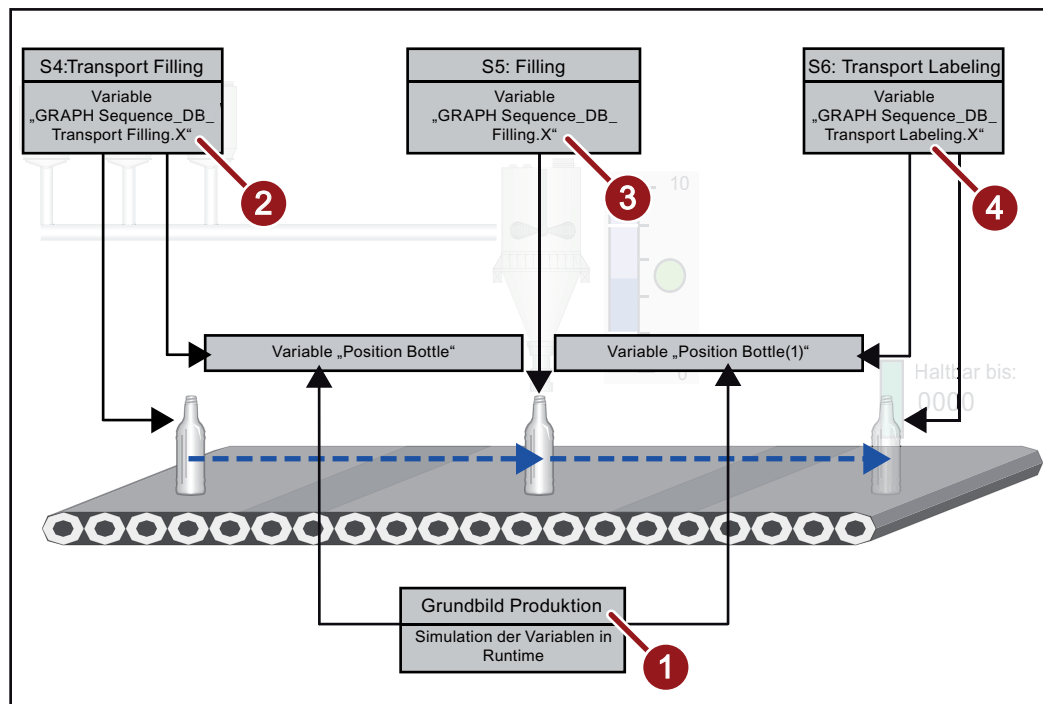 S4:Transport Filling
Variable
„GRAPH Sequence_DB_
Transport Filling.X“
2
S5: Filling
Variable
„GRAPH Sequence_DB_
Filling.X“
3
S6: Transport Labeling
Variable
„GRAPH Sequence_DB_
Transport Labeling.X“
4
10
Variable „Position Bottle“
Variable „Position Bottle(1)“
0
Haltbar bis:
0000
Grundbild Produktion
Simulation der Variablen in
Runtime
1